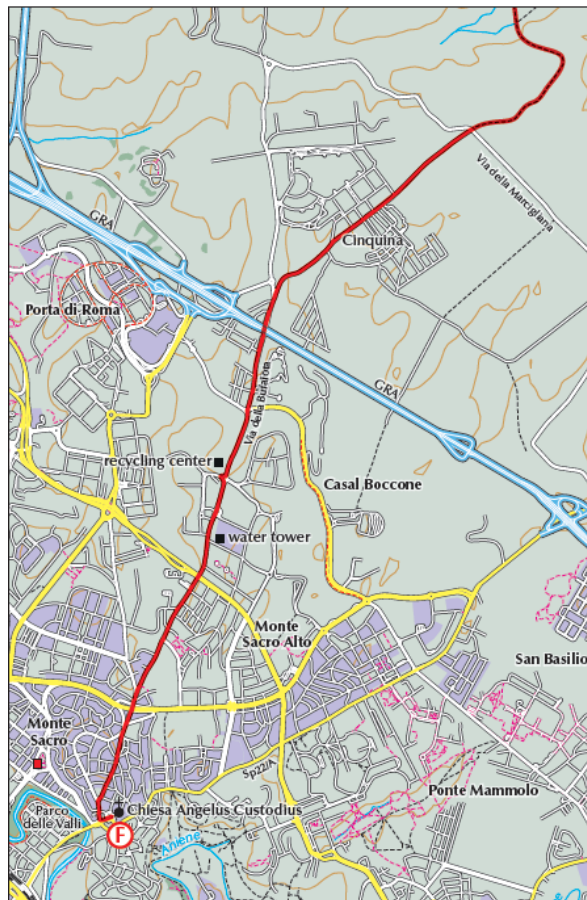 Via della Marcigliana
GRA
Cinquina
Porta di Roma
Via della Bufalotta
GRA
recycling center
Casal Boccone
water tower
Monte
Sacro Alto
San Basilio
Monte
Sacro
Sp22/A
Ponte Mammolo
Parco
delle Valli
Chiesa Angelus Custodius
F
Aniene